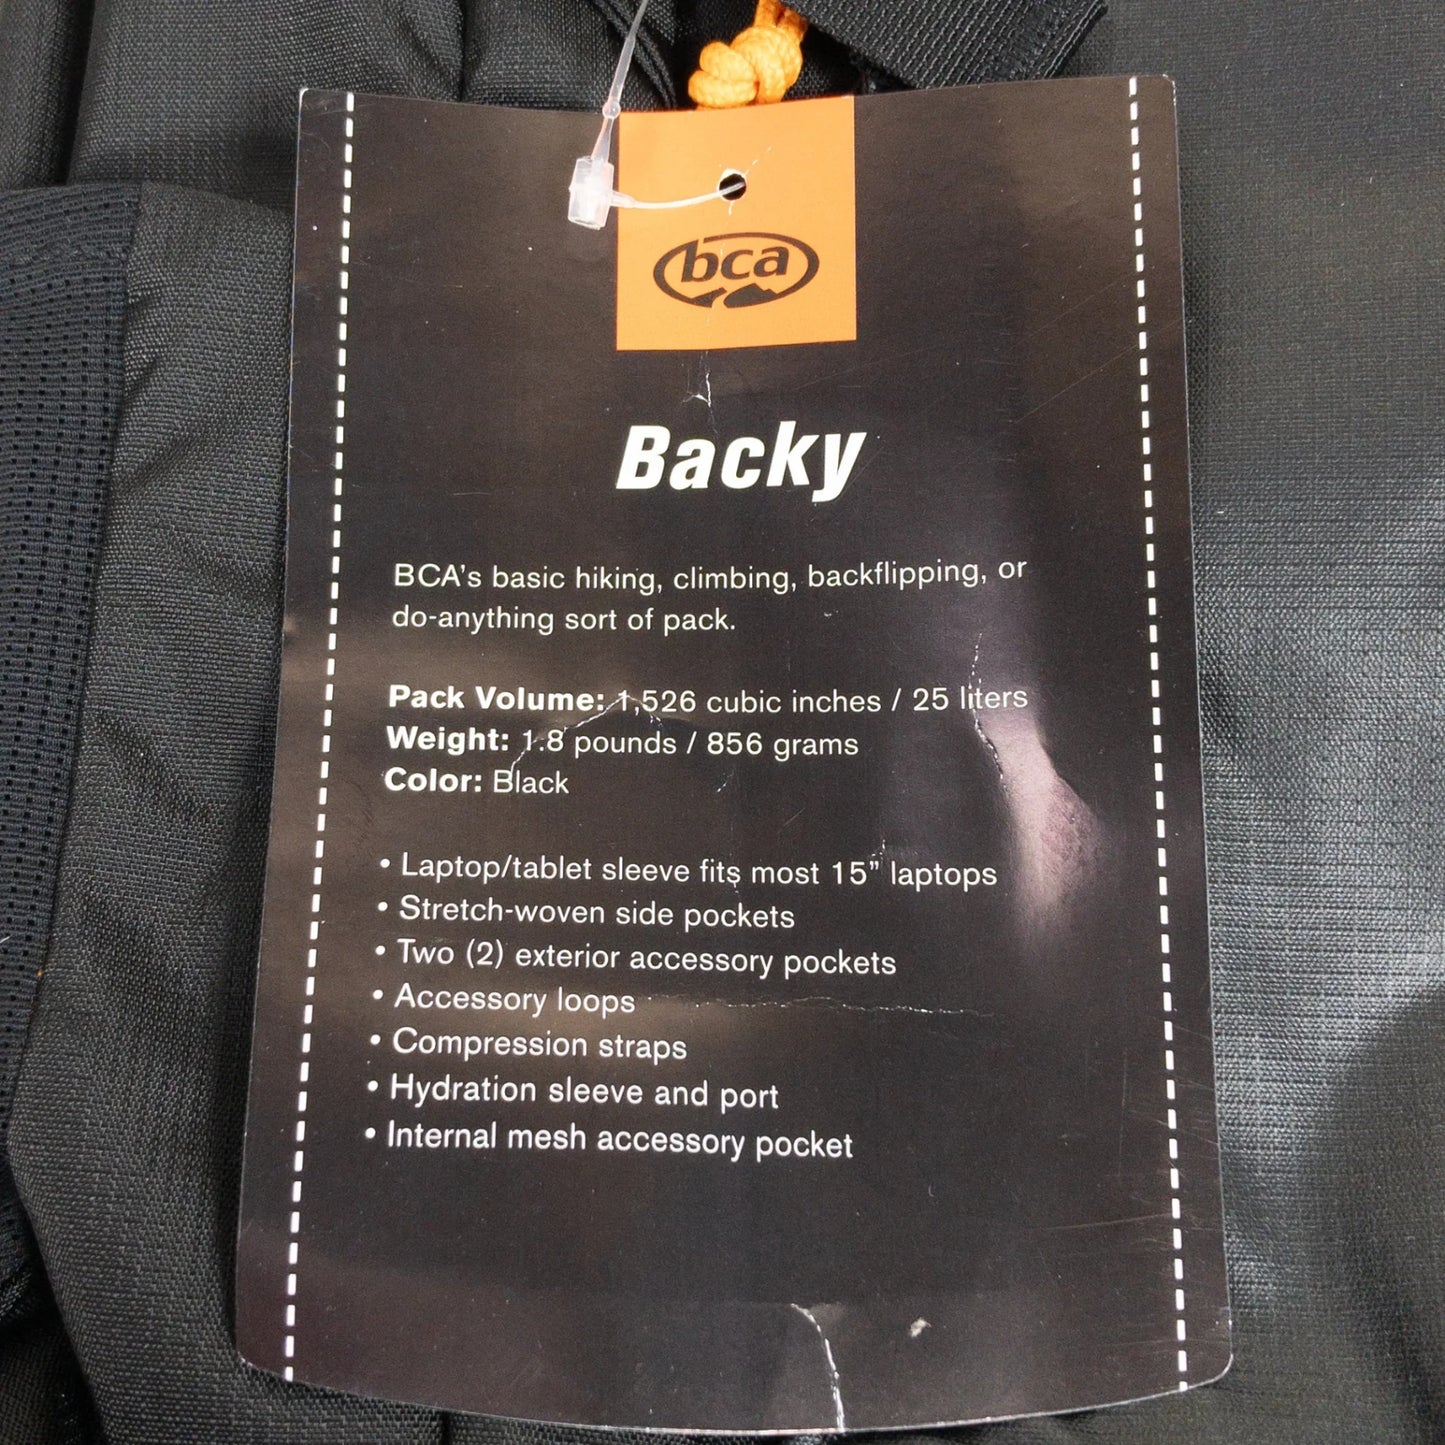 bca
Backy
BCA's basic hiking, climbing, backflipping, or
do-anything sort of pack.
Pack Volume: 1,526 cubic inches / 25 liters
Weight: 1.8 pounds / 856 grams
Color: Black
• Laptop/tablet sleeve fits most 15” laptops
• Stretch-woven side pockets
• Two (2) exterior accessory pockets
• Accessory loops
• Compression straps
• Hydration sleeve and port
• Internal mesh accessory pocket